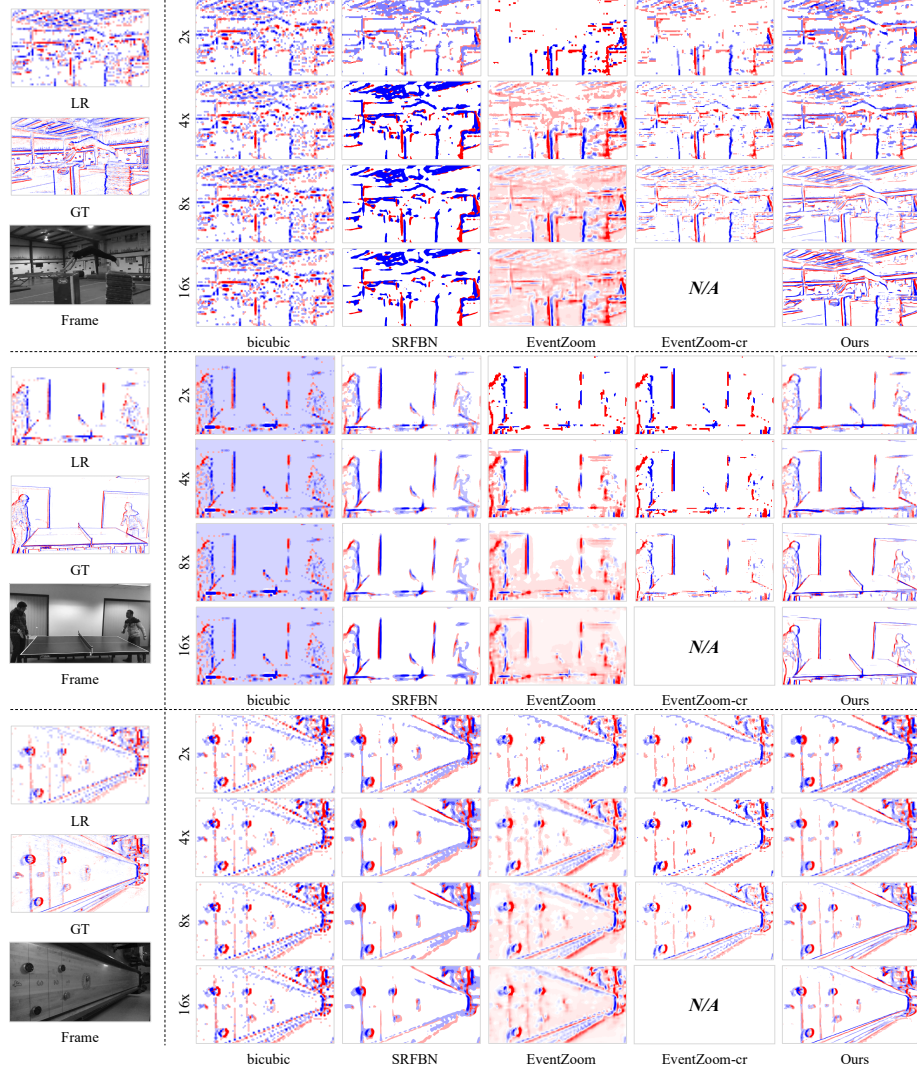 LR
GT
Frame
2x
4x
8x
16x
N/A
bicubic SRFBN EventZoom EventZoom-cr Ours
LR
GT
Frame
2x
4x
8x
16x
N/A
bicubic SRFBN EventZoom EventZoom-cr Ours
LR
GT
Frame
2x
4x
8x
16x
N/A
bicubic SRFBN EventZoom EventZoom-cr Ours